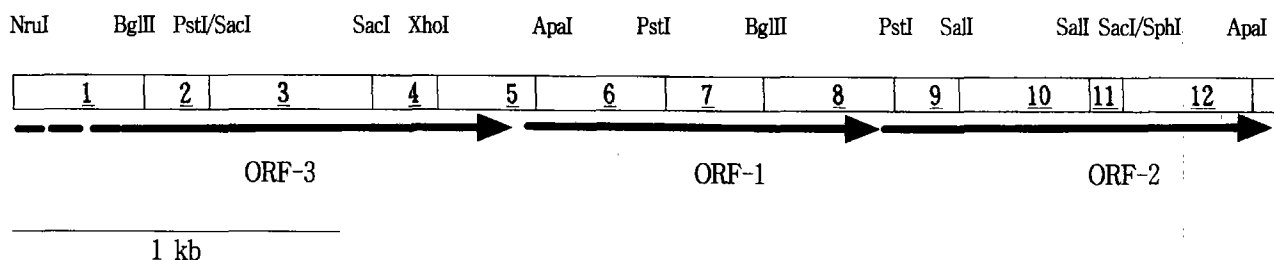 NruI BglII PstI/SacI SacI XhoI ApaI PstI BglII PstI SalI SalI SacI/SphI ApaI
1 2 3 4 5 6 7 8 9 10 11 12
ORF-3 ORF-1 ORF-2
1 kb